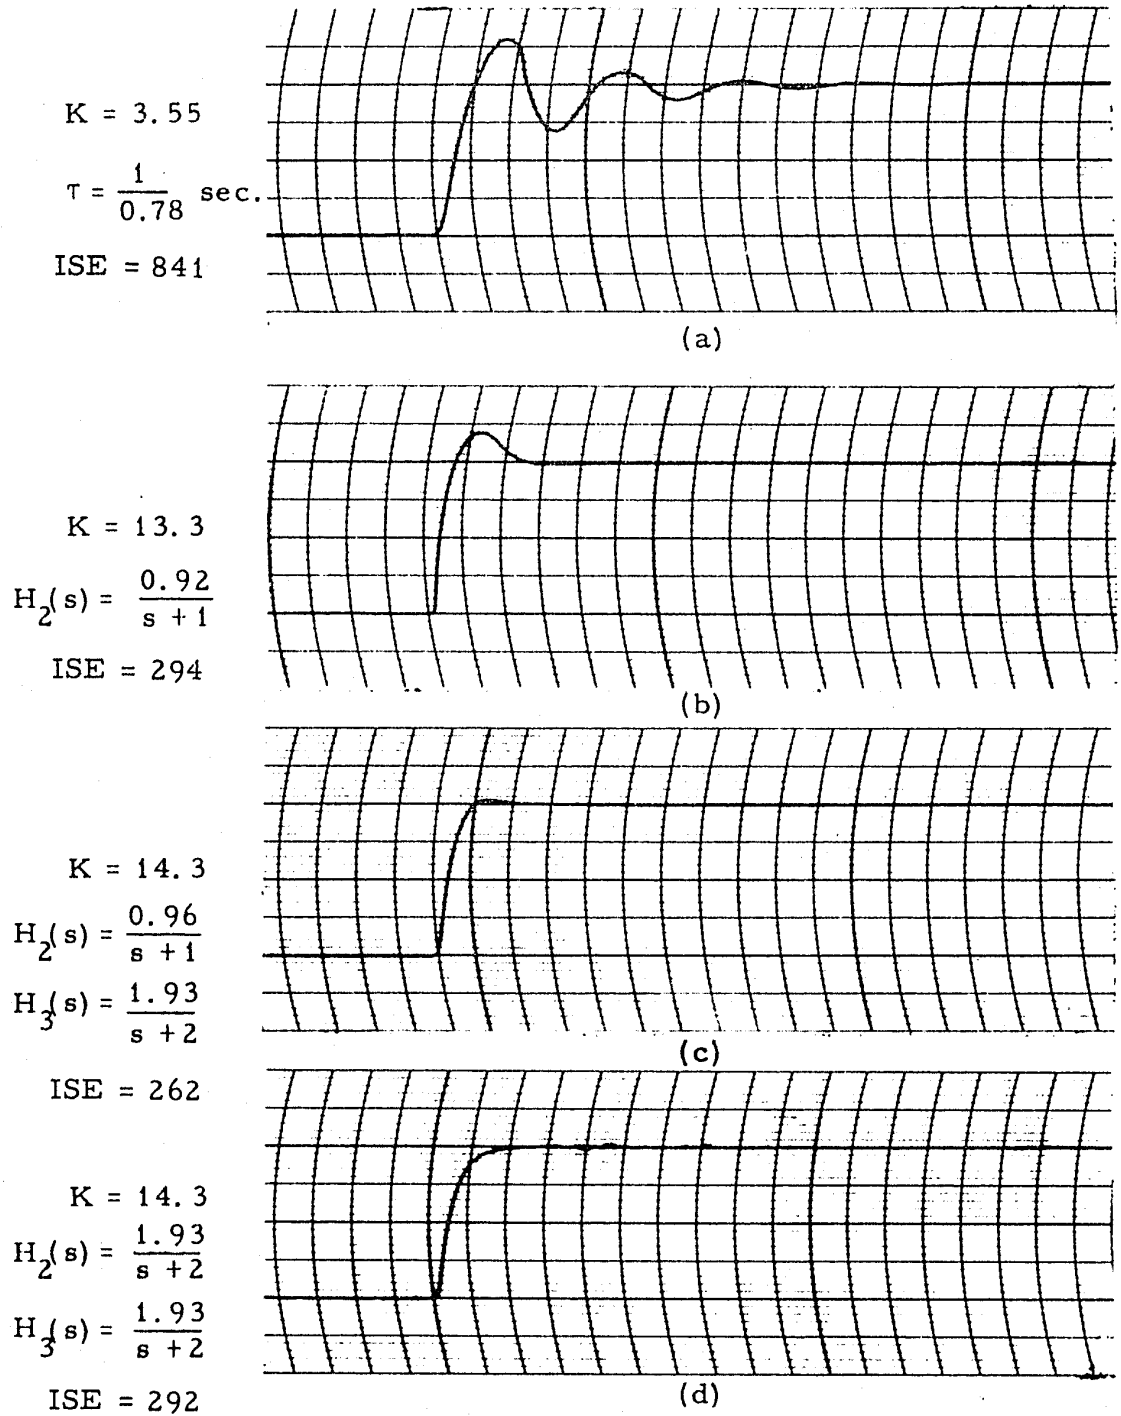 K = 3.55
τ = 1/0.78 sec.
ISE = 841
(a)
K = 13.3
H2(s) = 0.92/s + 1
ISE = 294
(b)
K = 14.3
H2(s) = 0.96/s + 1
H3(s) = 1.93/s + 2
ISE = 262
(c)
K = 14.3
H2(s) = 1.93/s + 2
H3(s) = 1.93/s + 2
ISE = 292
(d)